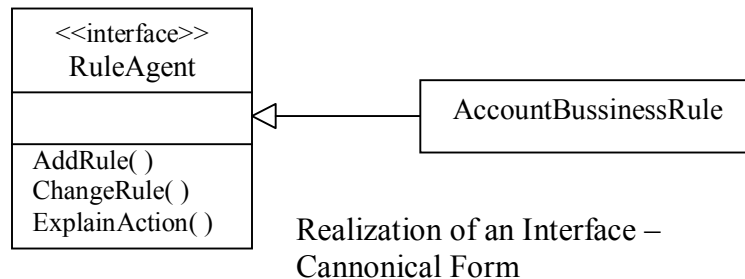 <<interface>>
RuleAgent
AccountBussinessRule
AddRule( )
ChangeRule( )
ExplainAction( )
Realization of an Interface –
Cannonical Form